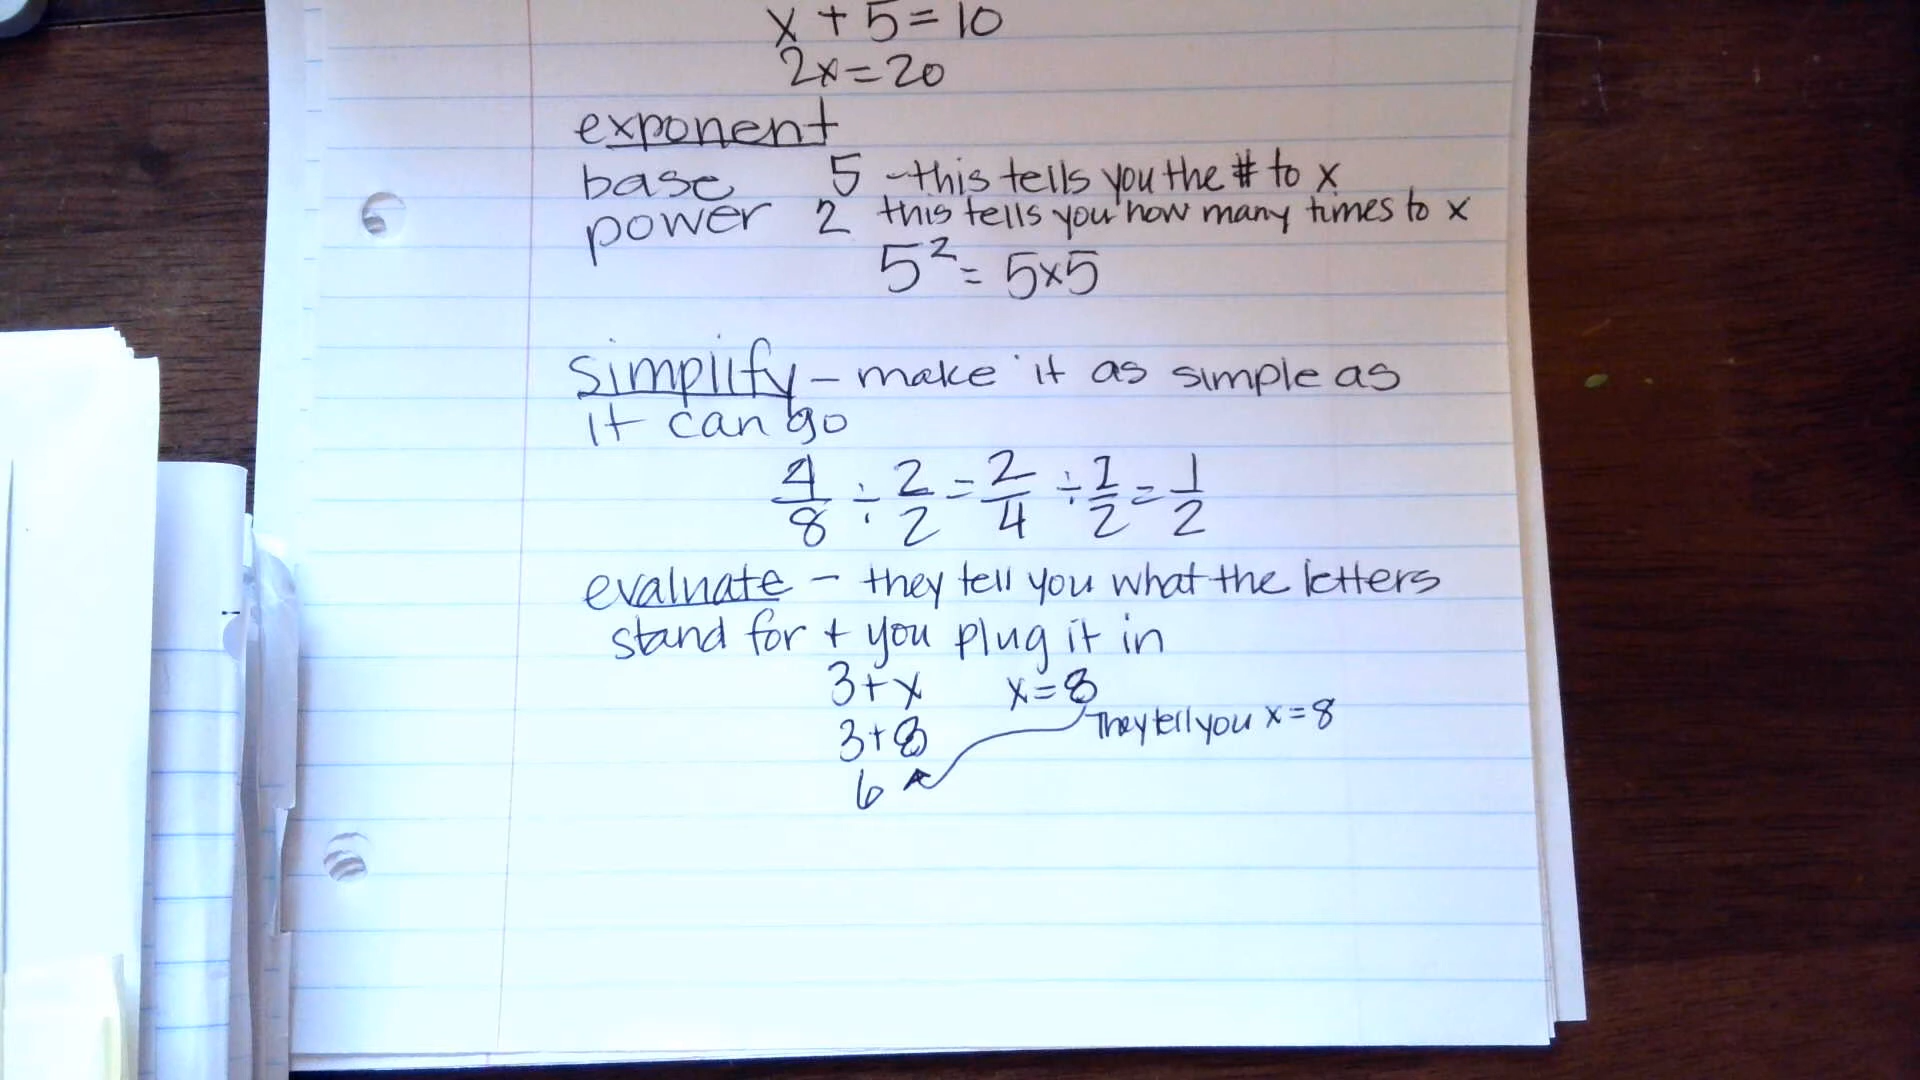 x + 5 = 10
2x = 20
exponent
base 5 - this tells you the # to x
power 2 this tells you how many times to x
5² = 5x5
simplify - make it as simple as
it can go
4/8 ÷ 2/2 = 2/4 ÷ 2/2 = 1/2
evaluate - they tell you what the letters
stand for + you plug it in
3+x x=8
They tell you x=8
3+8
6